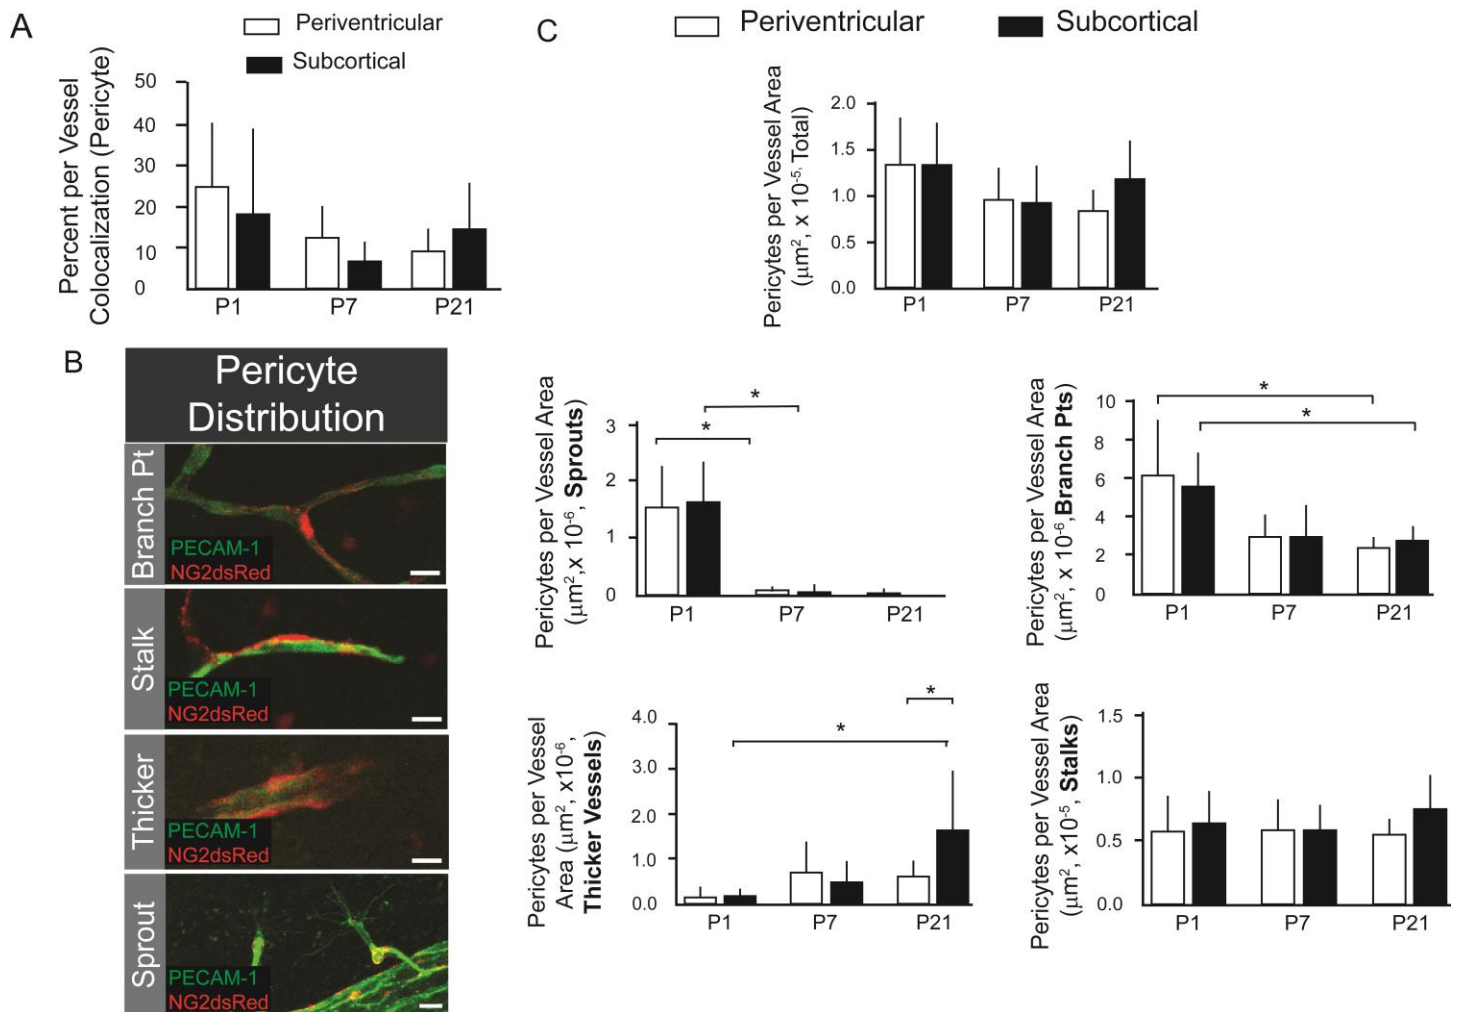 A
Periventricular
Subcortical
Percent per Vessel
Colocalization (Pericyte)
50
40
30
20
10
0
P1
P7
P21
B
Pericyte
Distribution
Branch Pt
PECAM-1
NG2dsRed
Stalk
PECAM-1
NG2dsRed
Thicker
PECAM-1
NG2dsRed
Sprout
PECAM-1
NG2dsRed
C
Periventricular
Subcortical
Pericytes per Vessel Area
(μm², x 10⁻⁵, Total)
2.0
1.5
1.0
0.5
0.0
P1
P7
P21
Pericytes per Vessel Area
(μm²,x 10⁻⁶, Sprouts)
3
2
1
0
*
*
P1
P7
P21
Pericytes per Vessel Area
(μm², x 10⁻⁶,Branch Pts)
10
8
6
4
2
0
*
*
P1
P7
P21
Pericytes per Vessel
Area (μm², x10⁻⁶,
Thicker Vessels)
4.0
3.0
2.0
1.0
0.0
*
*
P1
P7
P21
Pericytes per Vessel Area
(μm², x10⁻⁵, Stalks)
1.5
1.0
0.5
0.0
P1
P7
P21